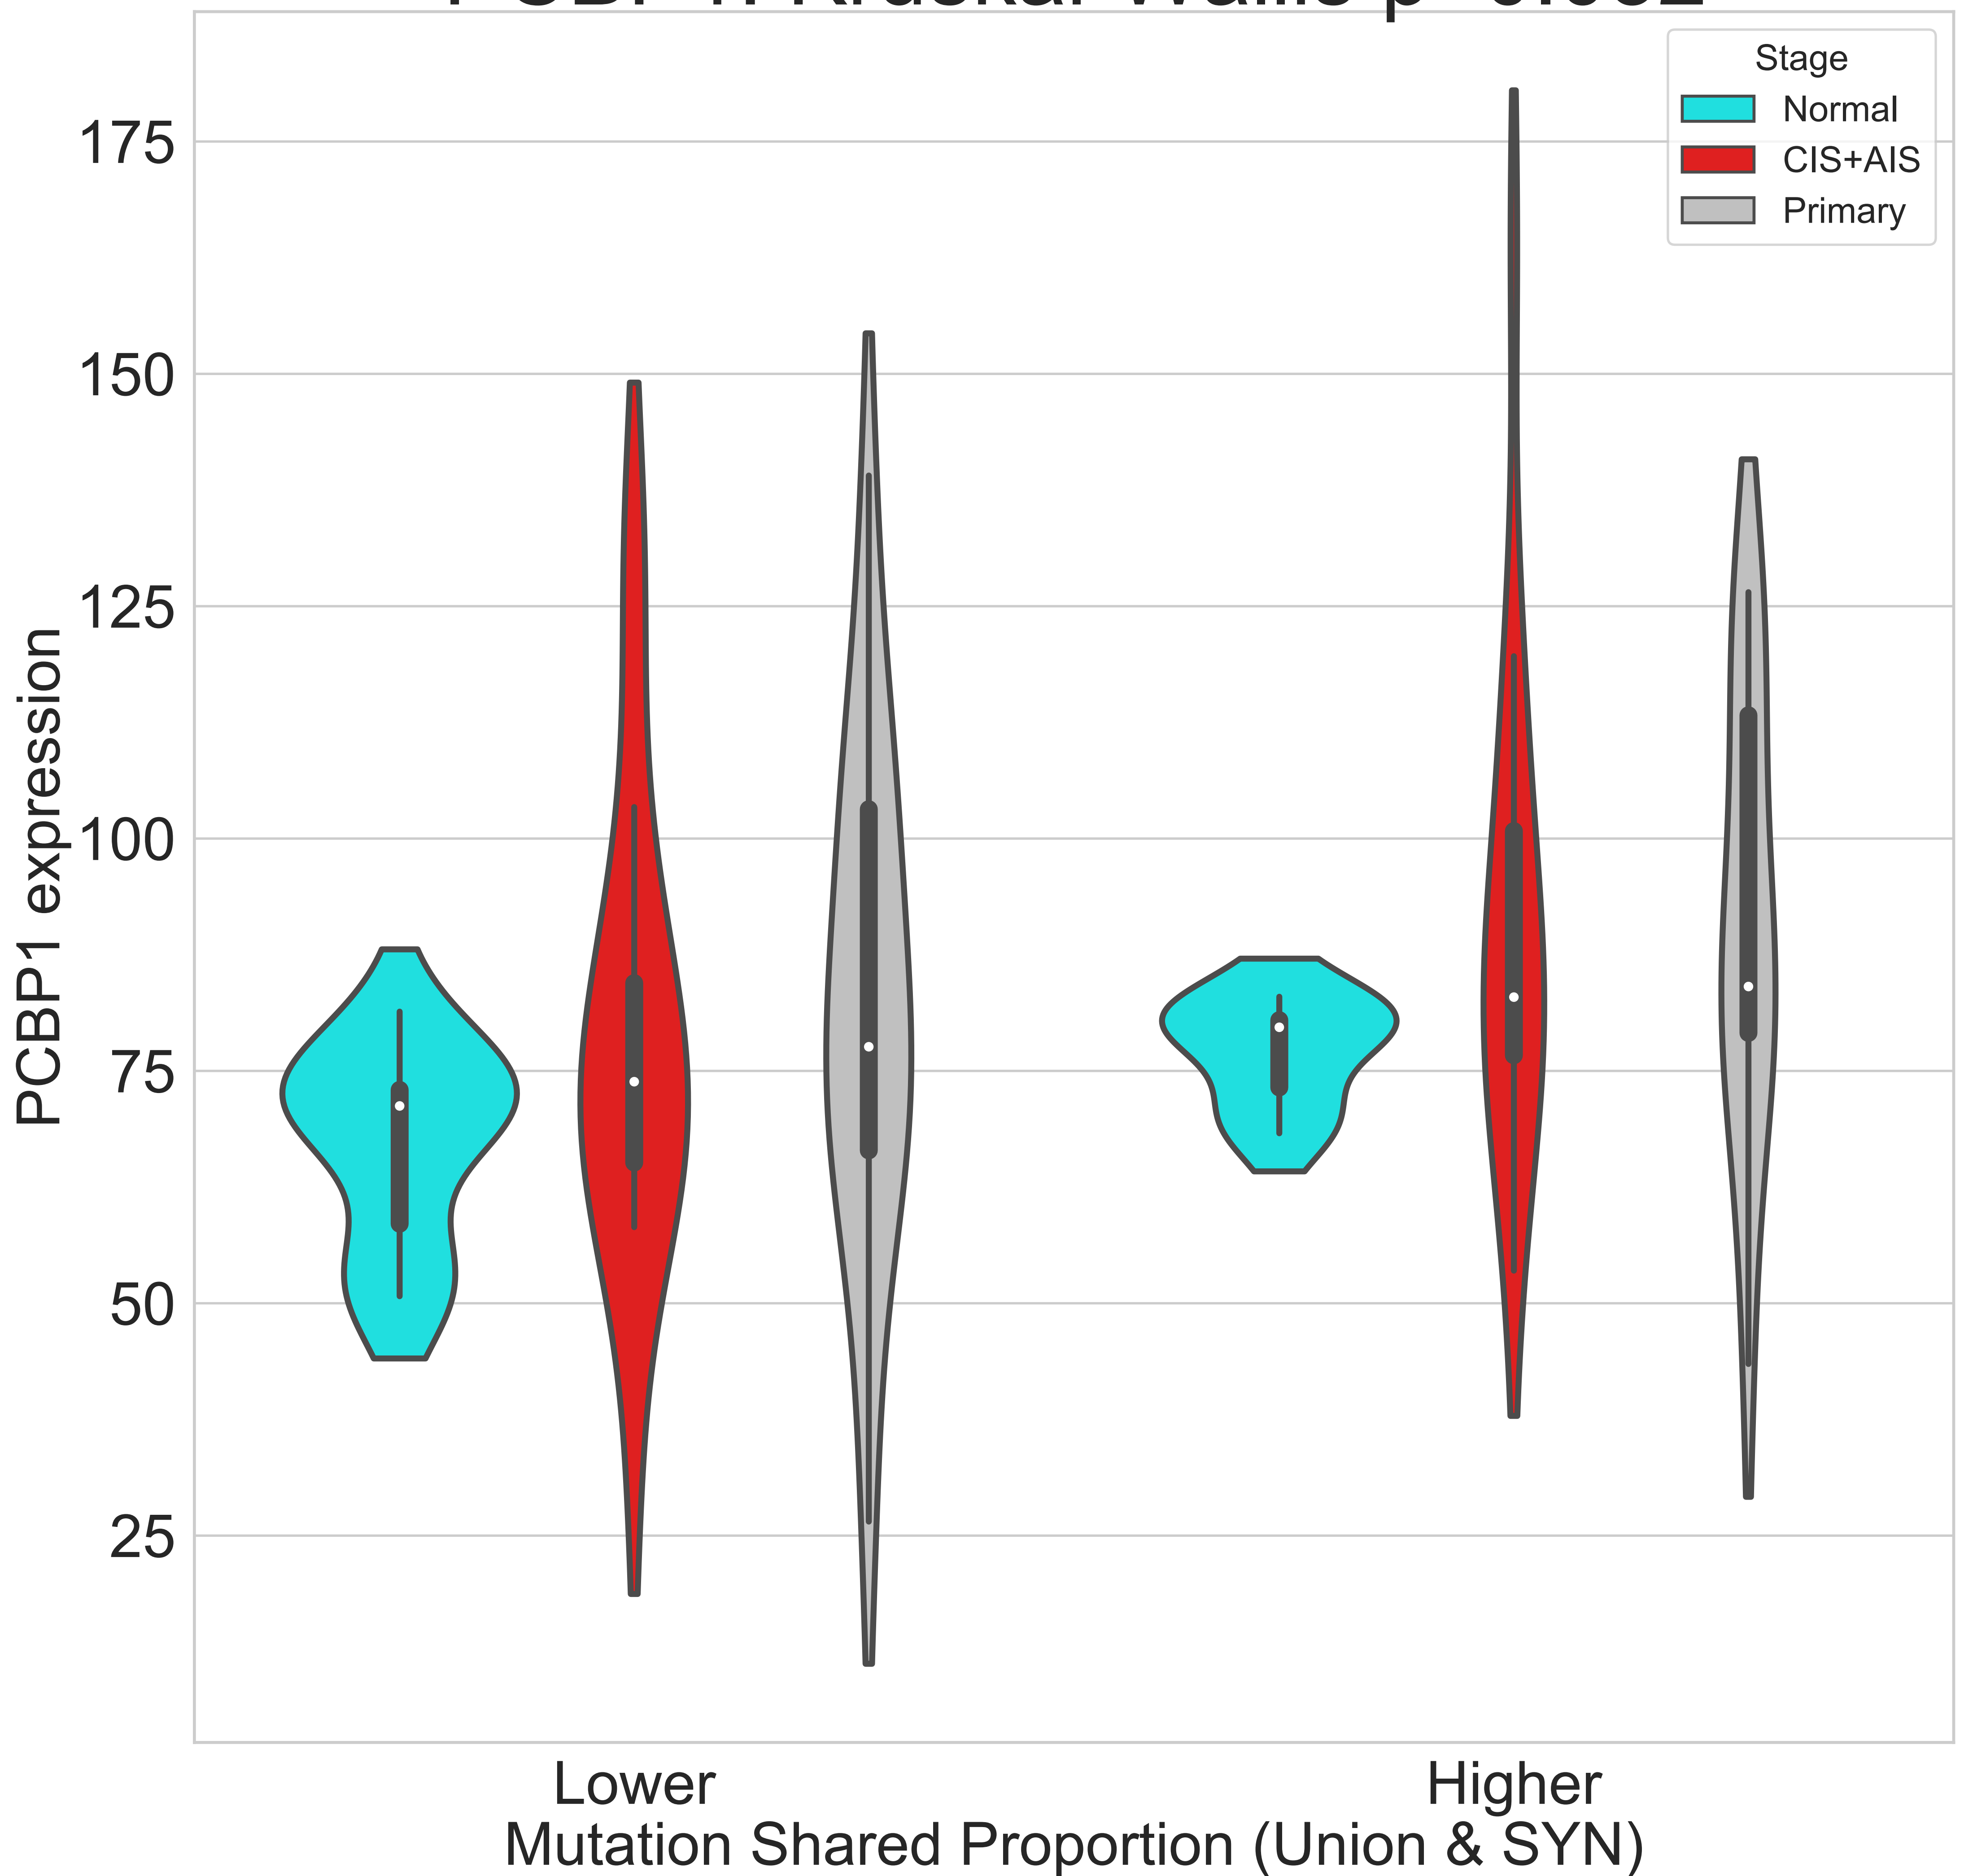 Stage
Normal
CIS+AIS
Primary
175
150
125
100
75
50
25
PCBP1 expression
Lower
Higher
Mutation Shared Proportion (Union & SYN)